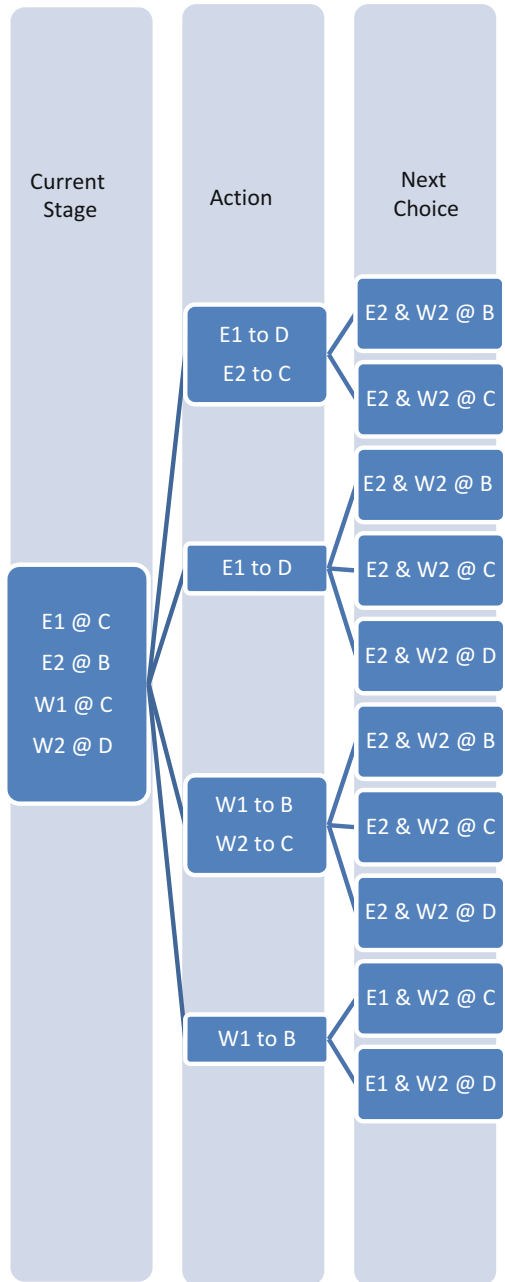 Current
Stage
Action
Next
Choice
E1 @ C
E2 @ B
W1 @ C
W2 @ D
E1 to D
E2 to C
E1 to D
W1 to B
W2 to C
W1 to B
E2 & W2 @ B
E2 & W2 @ C
E2 & W2 @ B
E2 & W2 @ C
E2 & W2 @ D
E2 & W2 @ B
E2 & W2 @ C
E2 & W2 @ D
E1 & W2 @ C
E1 & W2 @ D